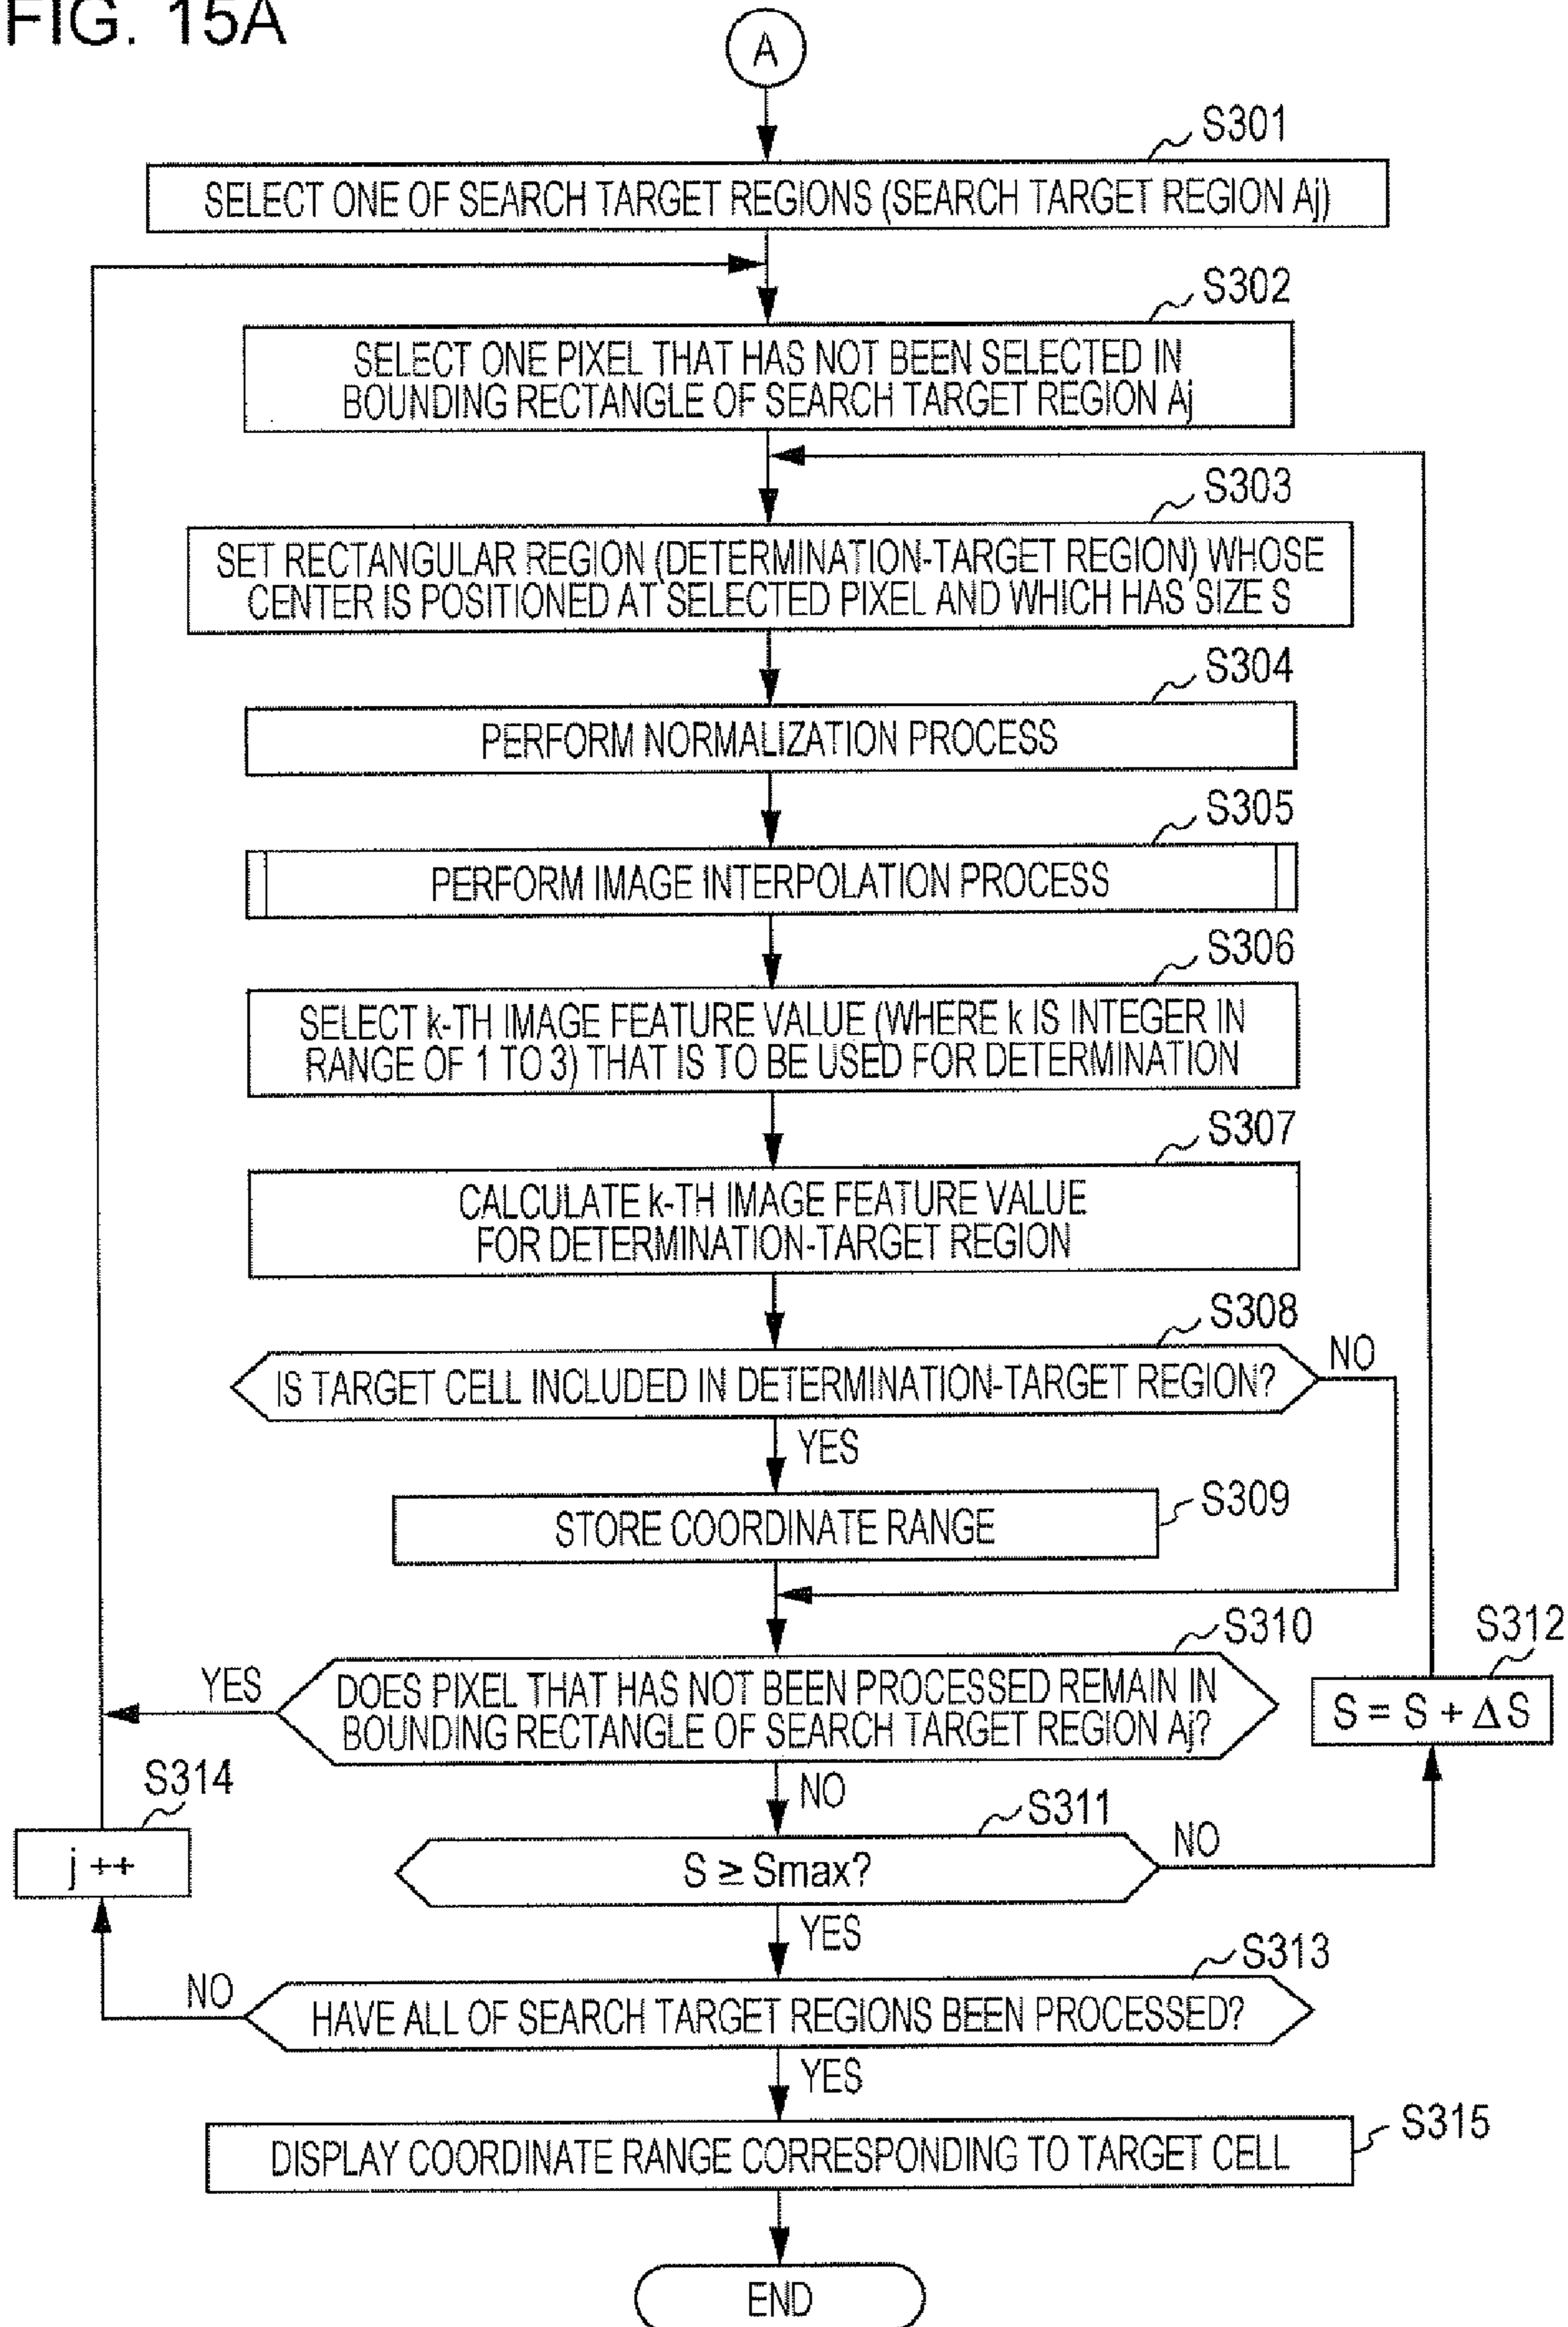 FIG. 15A
A
S301
SELECT ONE OF SEARCH TARGET REGIONS (SEARCH TARGET REGION Aj)
S302
SELECT ONE PIXEL THAT HAS NOT BEEN SELECTED IN
BOUNDING RECTANGLE OF SEARCH TARGET REGION Aj
S303
SET RECTANGULAR REGION (DETERMINATION-TARGET REGION) WHOSE
CENTER IS POSITIONED AT SELECTED PIXEL AND WHICH HAS SIZE S
S304
PERFORM NORMALIZATION PROCESS
S305
PERFORM IMAGE INTERPOLATION PROCESS
S306
SELECT k-TH IMAGE FEATURE VALUE (WHERE k IS INTEGER IN
RANGE OF 1 TO 3) THAT IS TO BE USED FOR DETERMINATION
S307
CALCULATE k-TH IMAGE FEATURE VALUE
FOR DETERMINATION-TARGET REGION
S308
IS TARGET CELL INCLUDED IN DETERMINATION-TARGET REGION?
NO
YES
S309
STORE COORDINATE RANGE
S310
YES
DOES PIXEL THAT HAS NOT BEEN PROCESSED REMAIN IN
BOUNDING RECTANGLE OF SEARCH TARGET REGION Aj?
S312
S = S + ΔS
NO
S314
j ++
S311
S ≥ Smax?
NO
YES
S313
NO
HAVE ALL OF SEARCH TARGET REGIONS BEEN PROCESSED?
YES
S315
DISPLAY COORDINATE RANGE CORRESPONDING TO TARGET CELL
END